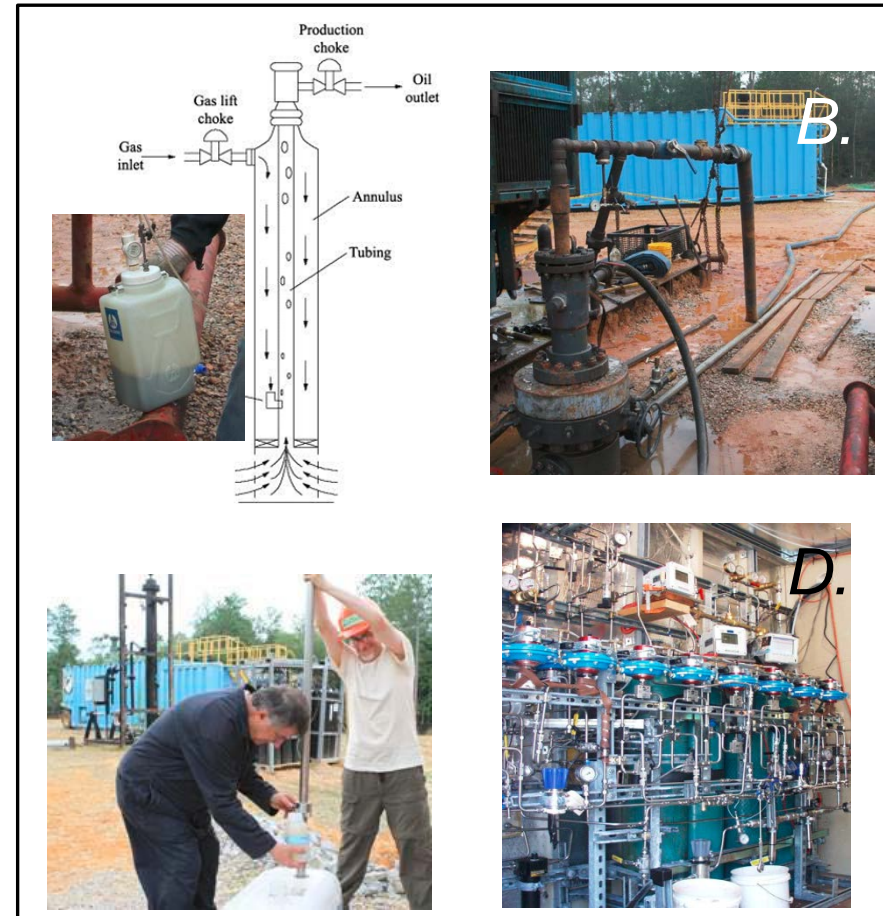 Production
choke
Oil
outlet
Gas lift
choke
Gas
inlet
Annulus
Tubing
B.
D.